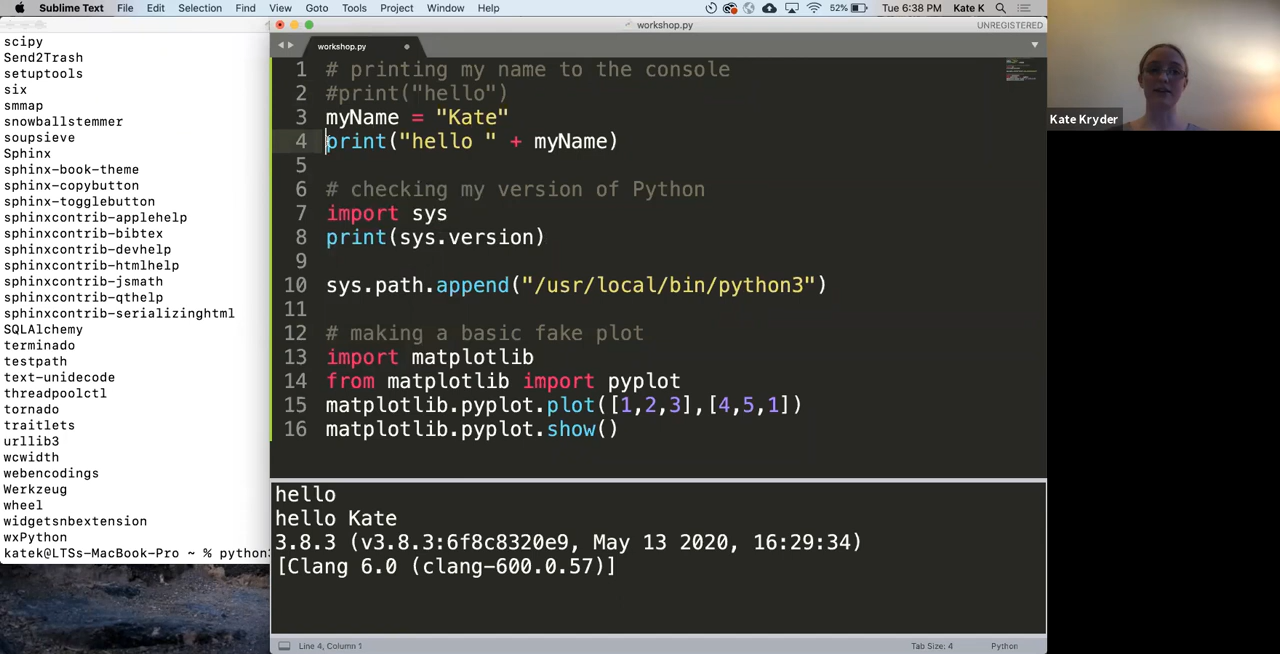 Sublime Text File Edit Selection Find View Goto Tools Project Window Help 52% Tue 6:38 PM Kate K
workshop.py UNREGISTERED
workshop.py
scipy
Send2Trash
setuptools
six
smmap
snowballstemmer
soupsieve
Sphinx
sphinx-book-theme
sphinx-copybutton
sphinx-togglebutton
sphinxcontrib-applehelp
sphinxcontrib-bibtex
sphinxcontrib-devhelp
sphinxcontrib-htmlhelp
sphinxcontrib-jsmath
sphinxcontrib-qthelp
sphinxcontrib-serializinghtml
SQLAlchemy
terminado
testpath
text-unidecode
threadpoolctl
tornado
traitlets
urllib3
wcwidth
webencodings
Werkzeug
wheel
widgetsnbextension
wxPython
katek@LTSs-MacBook-Pro ~ % python3
1 # printing my name to the console
2 #print("hello")
3 myName = "Kate"
4 print("hello " + myName)
5
6 # checking my version of Python
7 import sys
8 print(sys.version)
9
10 sys.path.append("/usr/local/bin/python3")
11
12 # making a basic fake plot
13 import matplotlib
14 from matplotlib import pyplot
15 matplotlib.pyplot.plot([1,2,3],[4,5,1])
16 matplotlib.pyplot.show()
hello
hello Kate
3.8.3 (v3.8.3:6f8c8320e9, May 13 2020, 16:29:34)
[Clang 6.0 (clang-600.0.57)]
Line 4, Column 1 Tab Size: 4 Python
Kate Kryder